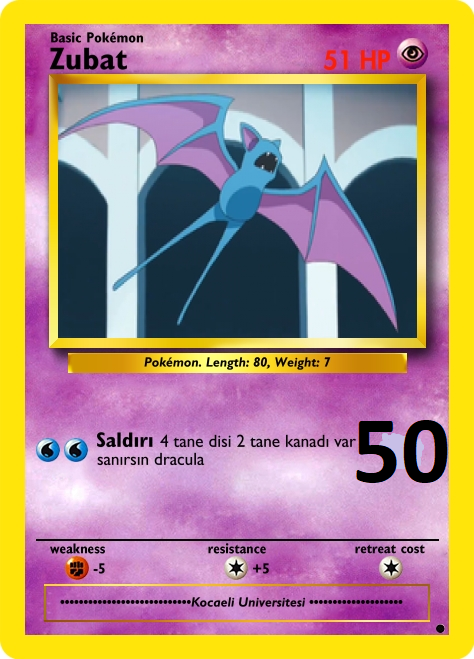 Basic Pokémon
Zubat 51 HP
Pokémon. Length: 80, Weight: 7
Saldırı 4 tane disi 2 tane kanadı var 50
sanırsın dracula
weakness resistance retreat cost
-5 +5
••••••••••••••••••••••••••••Kocaeli Universitesi ••••••••••••••••••••